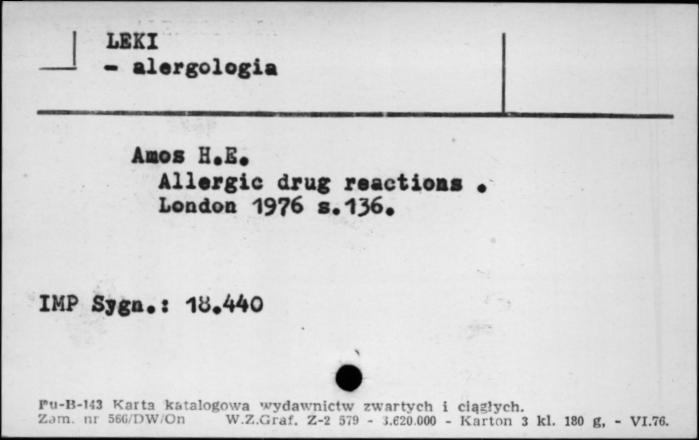 LEKI
- alergologia
Amos H.E.
Allergic drug reactions .
London 1976 s.136.
IMP Sygn.: 18.440
Pu-B-143 Karta katalogowa wydawnictw zwartych i ciągłych.
Zam. nr 566/DW/On W.Z.Graf. Z-2 579 - 3.620.000 - Karton 3 kl. 180 g, - VI.76.